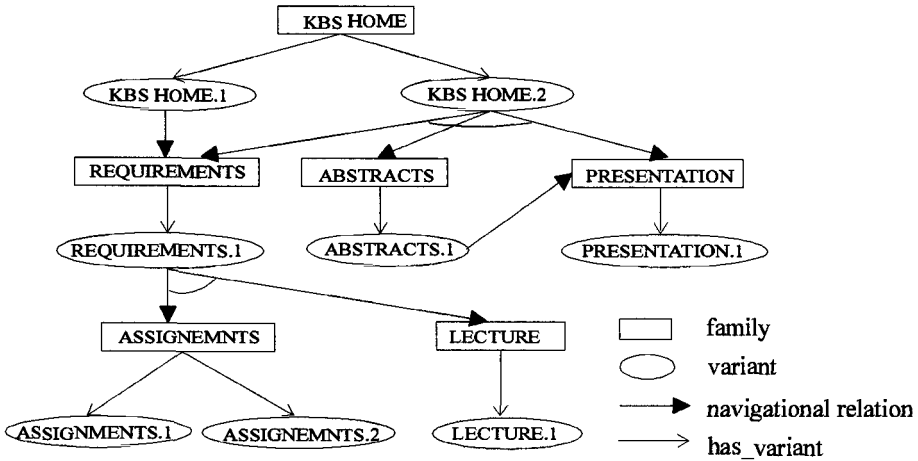 KBS HOME
KBS HOME.1
KBS HOME.2
REQUIREMENTS
ABSTRACTS
PRESENTATION
REQUIREMENTS.1
ABSTRACTS.1
PRESENTATION.1
ASSIGNEMNTS
LECTURE
family
variant
ASSIGNMENTS.1
ASSIGNEMNTS.2
LECTURE.1
navigational relation
has_variant